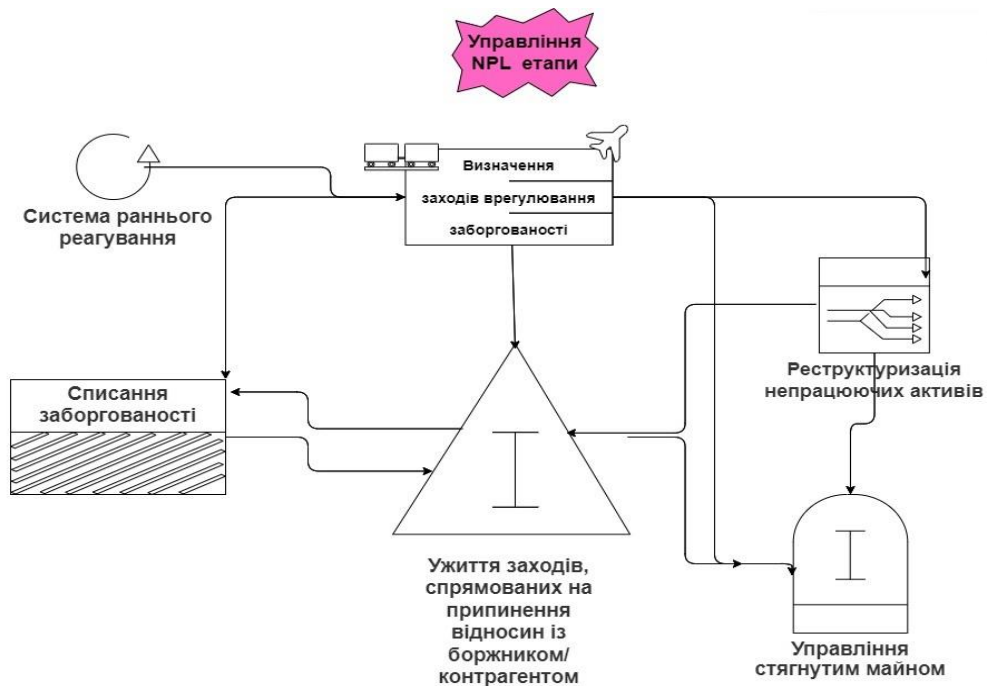 Управління
NPL етапи
Визначення
заходів врегулювання
заборгованості
Система раннього
реагування
Реструктуризація
непрацюючих активів
Списання
заборгованості
Ужиття заходів,
спрямованих на
припинення
відносин із
боржником/
контрагентом
Управління
стягнутим майном